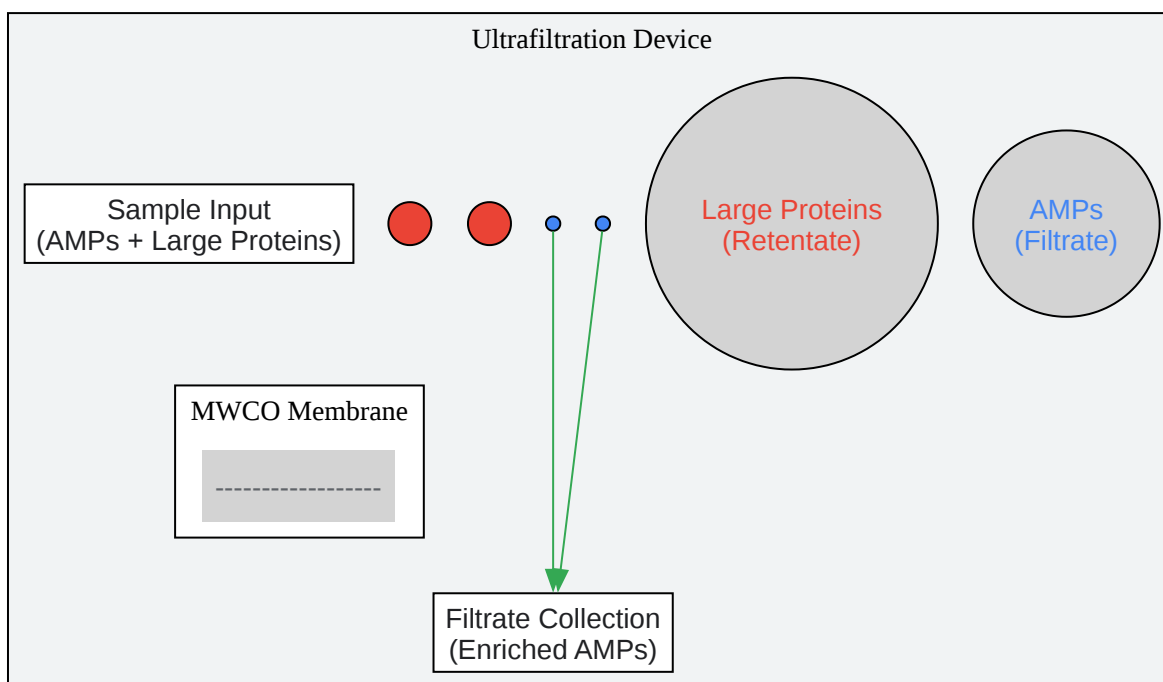 Ultrafiltration Device
Sample Input
(AMPs + Large Proteins)
Large Proteins
(Retentate)
AMPs
(Filtrate)
MWCO Membrane
----------------------
Filtrate Collection
(Enriched AMPs)